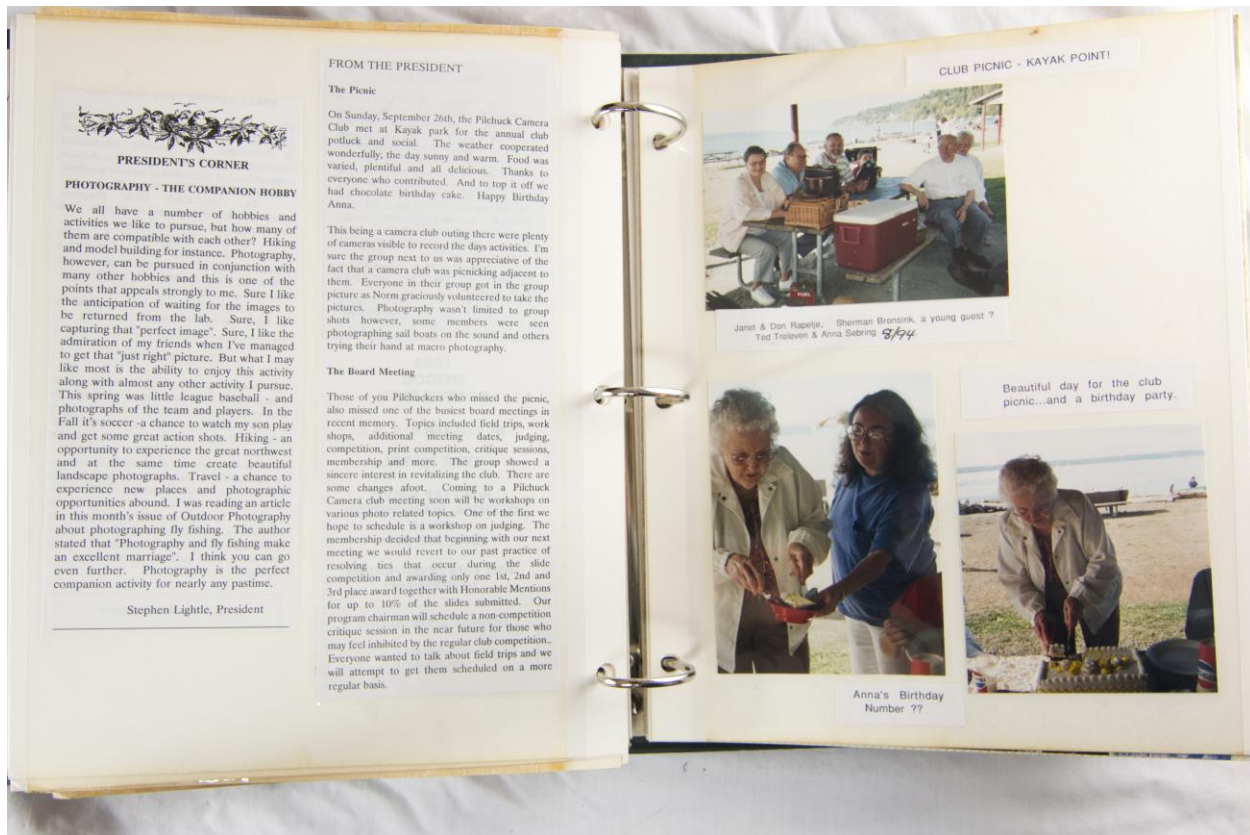 PRESIDENT'S CORNER
PHOTOGRAPHY - THE COMPANION HOBBY
We all have a number of hobbies and
activities we like to pursue, but how many of
them are compatible with each other? Hiking
and model building for instance. Photography,
however, can be pursued in conjunction with
many other hobbies and this is one of the
points that appeals strongly to me. Sure I like
the anticipation of waiting for the images to
be returned from the lab. Sure, I like
capturing that "perfect image". Sure, I like the
admiration of my friends when I've managed
to get that "just right" picture. But what I may
like most is the ability to enjoy this activity
along with almost any other activity I pursue.
This spring was little league baseball - and
photographs of the team and players. In the
Fall it's soccer -a chance to watch my son play
and get some great action shots. Hiking - an
opportunity to experience the great northwest
and at the same time create beautiful
landscape photographs. Travel - a chance to
experience new places and photographic
opportunities abound. I was reading an article
in this month's issue of Outdoor Photography
about photographing fly fishing. The author
stated that "Photography and fly fishing make
an excellent marriage". I think you can go
even further. Photography is the perfect
companion activity for nearly any pastime.
Stephen Lightle, President
FROM THE PRESIDENT
The Picnic
On Sunday, September 26th, the Pilchuck Camera
Club met at Kayak park for the annual club
potluck and social. The weather cooperated
wonderfully; the day sunny and warm. Food was
varied, plentiful and all delicious. Thanks to
everyone who contributed. And to top it off we
had chocolate birthday cake. Happy Birthday
Anna.
This being a camera club outing there were plenty
of cameras visible to record the days activities. I'm
sure the group next to us was appreciative of the
fact that a camera club was picnicking adjacent to
them. Everyone in their group got in the group
picture as Norm graciously volunteered to take the
pictures. Photography wasn't limited to group
shots however, some members were seen
photographing sail boats on the sound and others
trying their hand at macro photography.
The Board Meeting
Those of you Pilchuckers who missed the picnic,
also missed one of the busiest board meetings in
recent memory. Topics included field trips, work
shops, additional meeting dates, judging,
competition, print competition, critique sessions,
membership and more. The group showed a
sincere interest in revitalizing the club. There are
some changes afoot. Coming to a Pilchuck
Camera club meeting soon will be workshops on
various photo related topics. One of the first we
hope to schedule is a workshop on judging. The
membership decided that beginning with our next
meeting we would revert to our past practice of
resolving ties that occur during the slide
competition and awarding only one 1st, 2nd and
3rd place award together with Honorable Mentions
for up to 10% of the slides submitted. Our
program chairman will schedule a non-competition
critique session in the near future for those who
may feel inhibited by the regular club competition..
Everyone wanted to talk about field trips and we
will attempt to get them scheduled on a more
regular basis.
CLUB PICNIC - KAYAK POINT!
Janet & Don Rapelje, Sherman Bronsink, a young guest ?
Ted Treleven & Anna Sebring 8/94
Beautiful day for the club
picnic...and a birthday party.
Anna's Birthday
Number ??